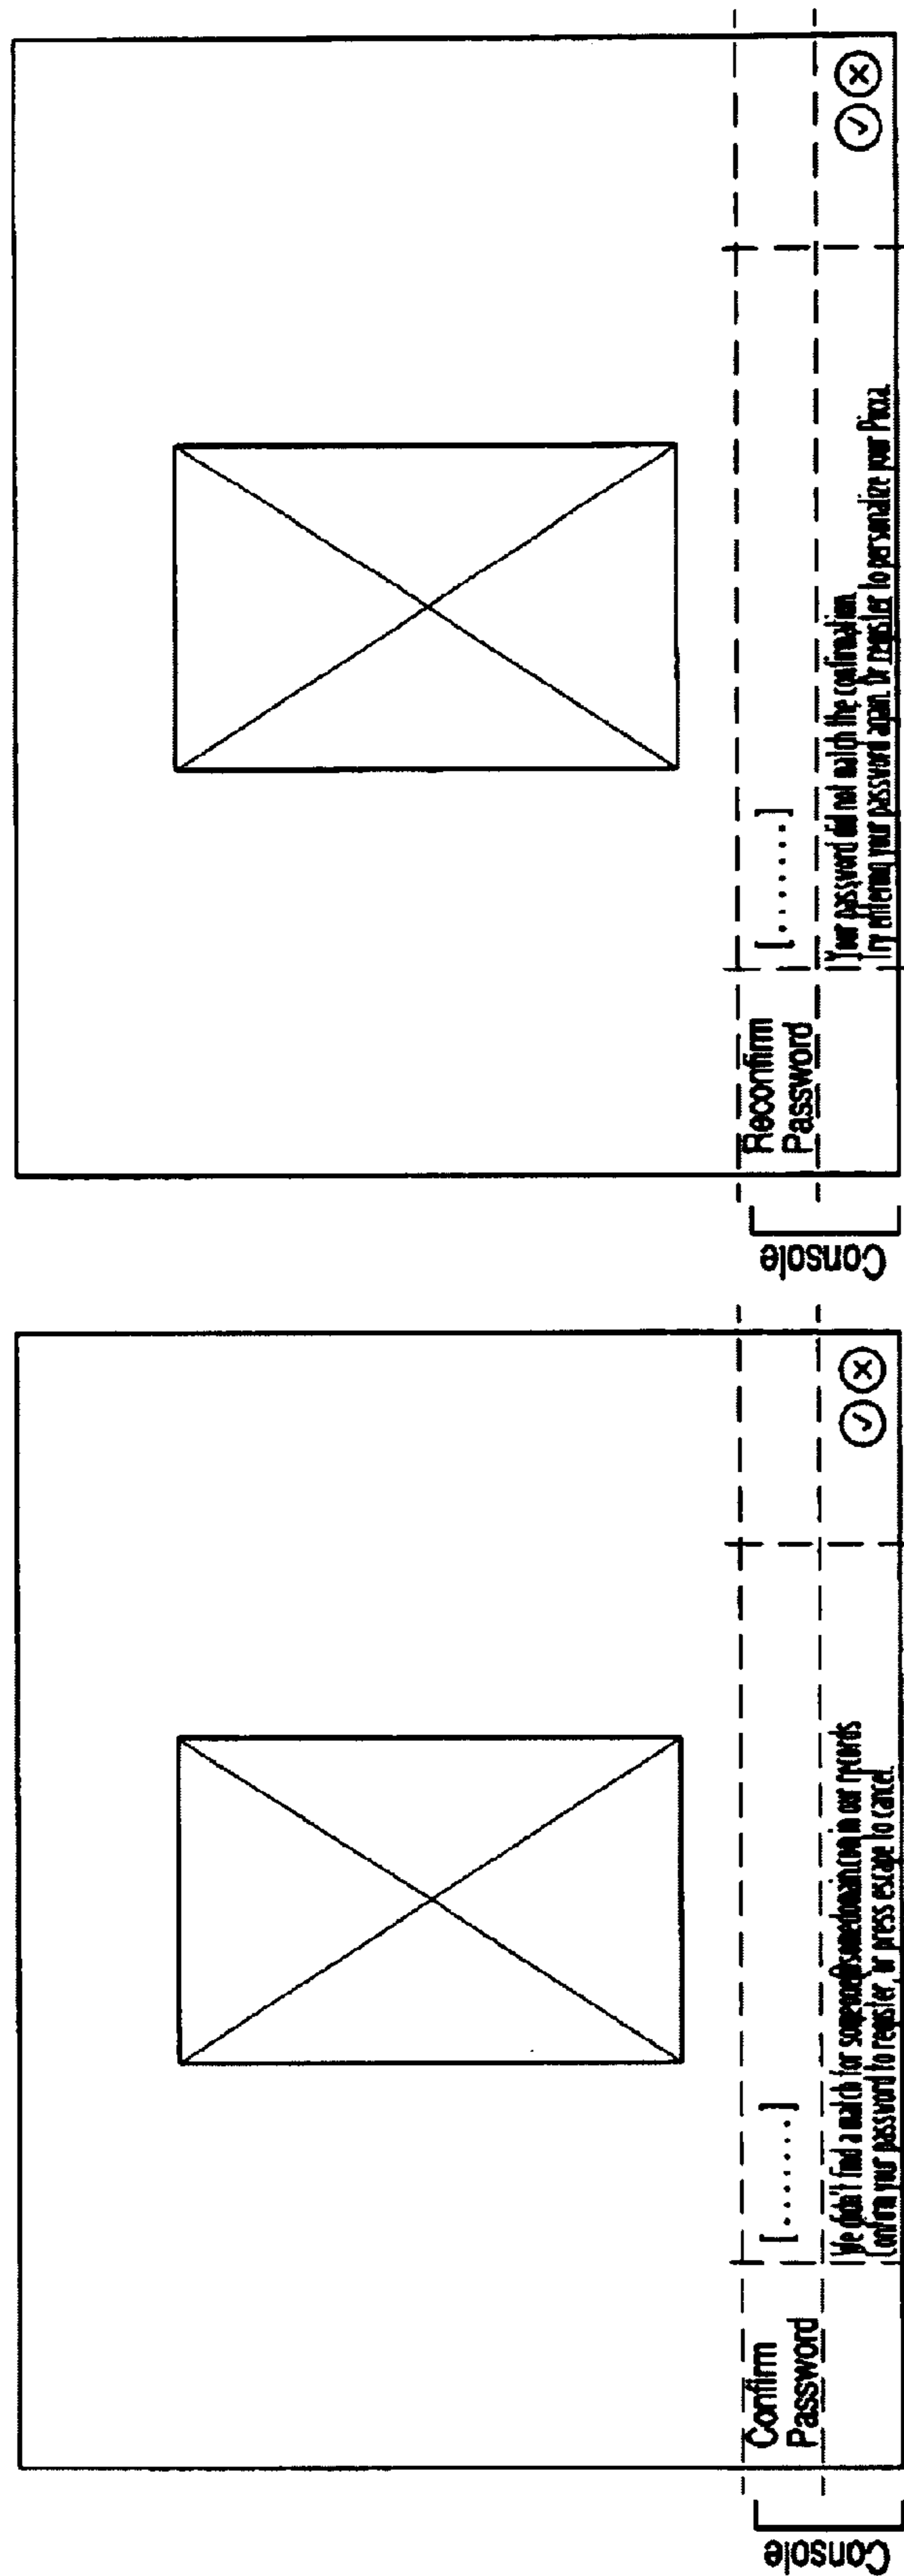 Console
Confirm
Password
[.......]
We didn't find a match for someone@somedomain.com in our records
Confirm your password to register, or press escape to cancel.
Console
Reconfirm
Password
[.......]
Your password did not match the confirmation.
Try entering your password again. Or register to personalize your